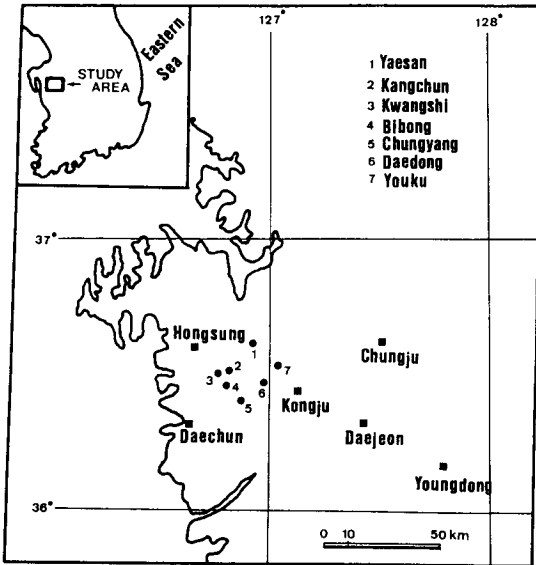 127°
128°
Eastern
Sea
STUDY
AREA
1 Yaesan
2 Kangchun
3 Kwangshi
4 Bibong
5 Chungyang
6 Daedong
7 Youku
37°
Hongsung
Chungju
1
2
3
4
5
6
7
Kongju
Daechun
Daejeon
Youngdong
36°
0 10 50 km